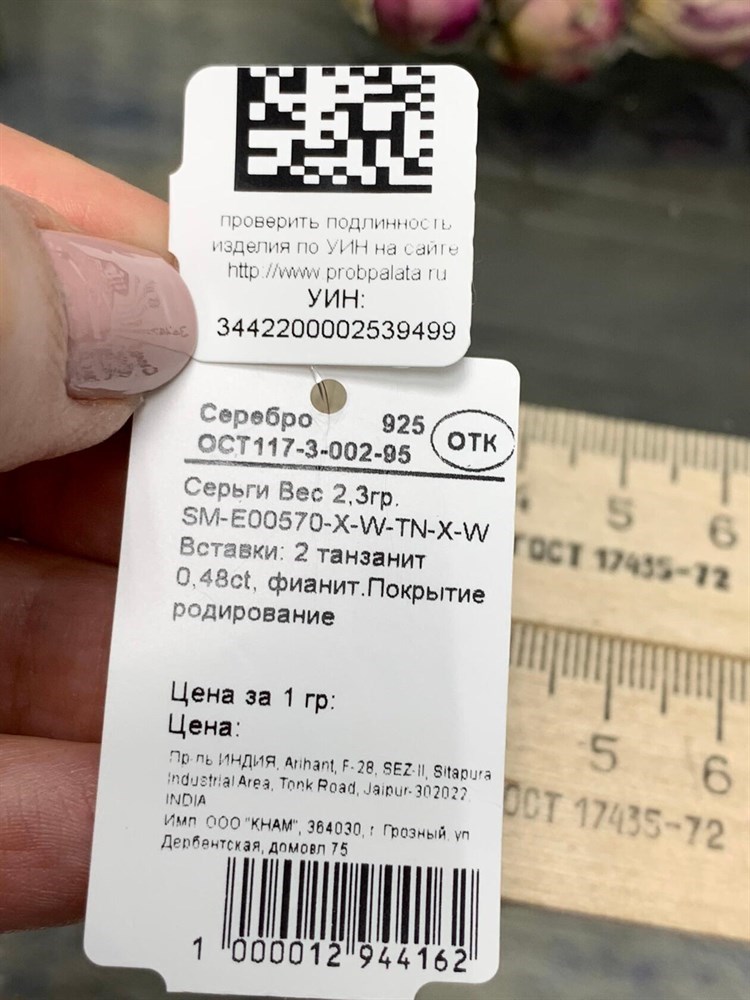 проверить подлинность
изделия по УИН на сайте
http://www probpalata ru
УИН:
3442200002539499
Серебро 925
ОСТ117-3-002-95
ОТК
Серьги Вес 2,3гр.
SM-E00570-X-W-TN-X-W
Вставки: 2 танзанит
0,48ct, фианит.Покрытие
родирование
Цена за 1 гр:
Цена:
Пр-ль ИНДИЯ, Arihant, F-28, SEZ-II, Sitapura
Industrial Area, Tonk Road, Jaipur-302022
INDIA
Имп. ООО "КНАМ", 364030, г. Грозный, ул
Дербентская, домовл 75
1 000012 944162
5 6
ГОСТ 17435-72
5 6
ГОСТ 17435-72